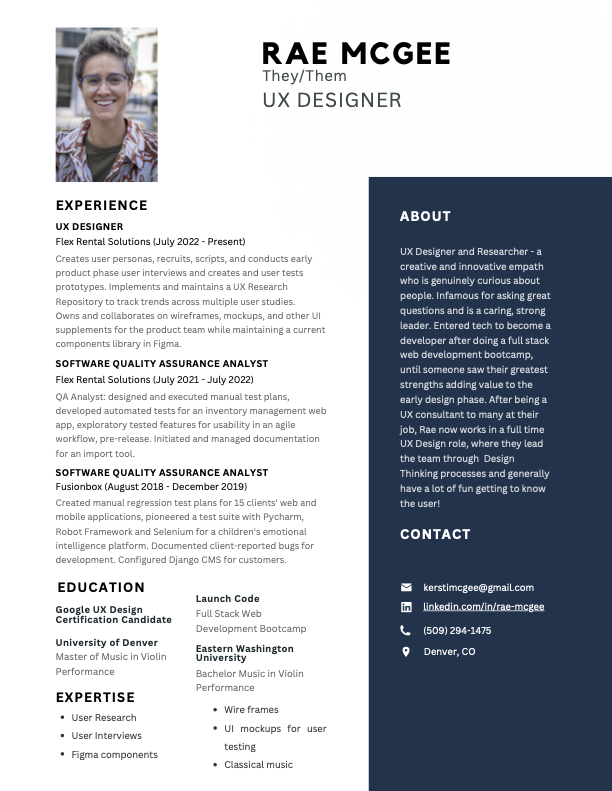 RAE MCGEE
They/Them
UX DESIGNER
EXPERIENCE
UX DESIGNER
Flex Rental Solutions (July 2022 - Present)
Creates user personas, recruits, scripts, and conducts early
product phase user interviews and creates and user tests
prototypes. Implements and maintains a UX Research
Repository to track trends across multiple user studies.
Owns and collaborates on wireframes, mockups, and other UI
supplements for the product team while maintaining a current
components library in Figma.
SOFTWARE QUALITY ASSURANCE ANALYST
Flex Rental Solutions (July 2021 - July 2022)
QA Analyst: designed and executed manual test plans,
developed automated tests for an inventory management web
app, exploratory tested features for usability in an agile
workflow, pre-release. Initiated and managed documentation
for an import tool.
SOFTWARE QUALITY ASSURANCE ANALYST
Fusionbox (August 2018 - December 2019)
Created manual regression test plans for 15 clients' web and
mobile applications, pioneered a test suite with Pycharm,
Robot Framework and Selenium for a children's emotional
intelligence platform. Documented client-reported bugs for
development. Configured Django CMS for customers.
EDUCATION
Google UX Design
Certification Candidate
University of Denver
Master of Music in Violin
Performance
Launch Code
Full Stack Web
Development Bootcamp
Eastern Washington
University
Bachelor Music in Violin
Performance
EXPERTISE
• User Research
• User Interviews
• Figma components
• Wire frames
• UI mockups for user
testing
• Classical music
ABOUT
UX Designer and Researcher - a
creative and innovative empath
who is genuinely curious about
people. Infamous for asking great
questions and is a caring, strong
leader. Entered tech to become a
developer after doing a full stack
web development bootcamp,
until someone saw their greatest
strengths adding value to the
early design phase. After being a
UX consultant to many at their
job, Rae now works in a full time
UX Design role, where they lead
the team through Design
Thinking processes and generally
have a lot of fun getting to know
the user!
CONTACT
kerstimcgee@gmail.com
linkedin.com/in/rae-mcgee
(509) 294-1475
Denver, CO